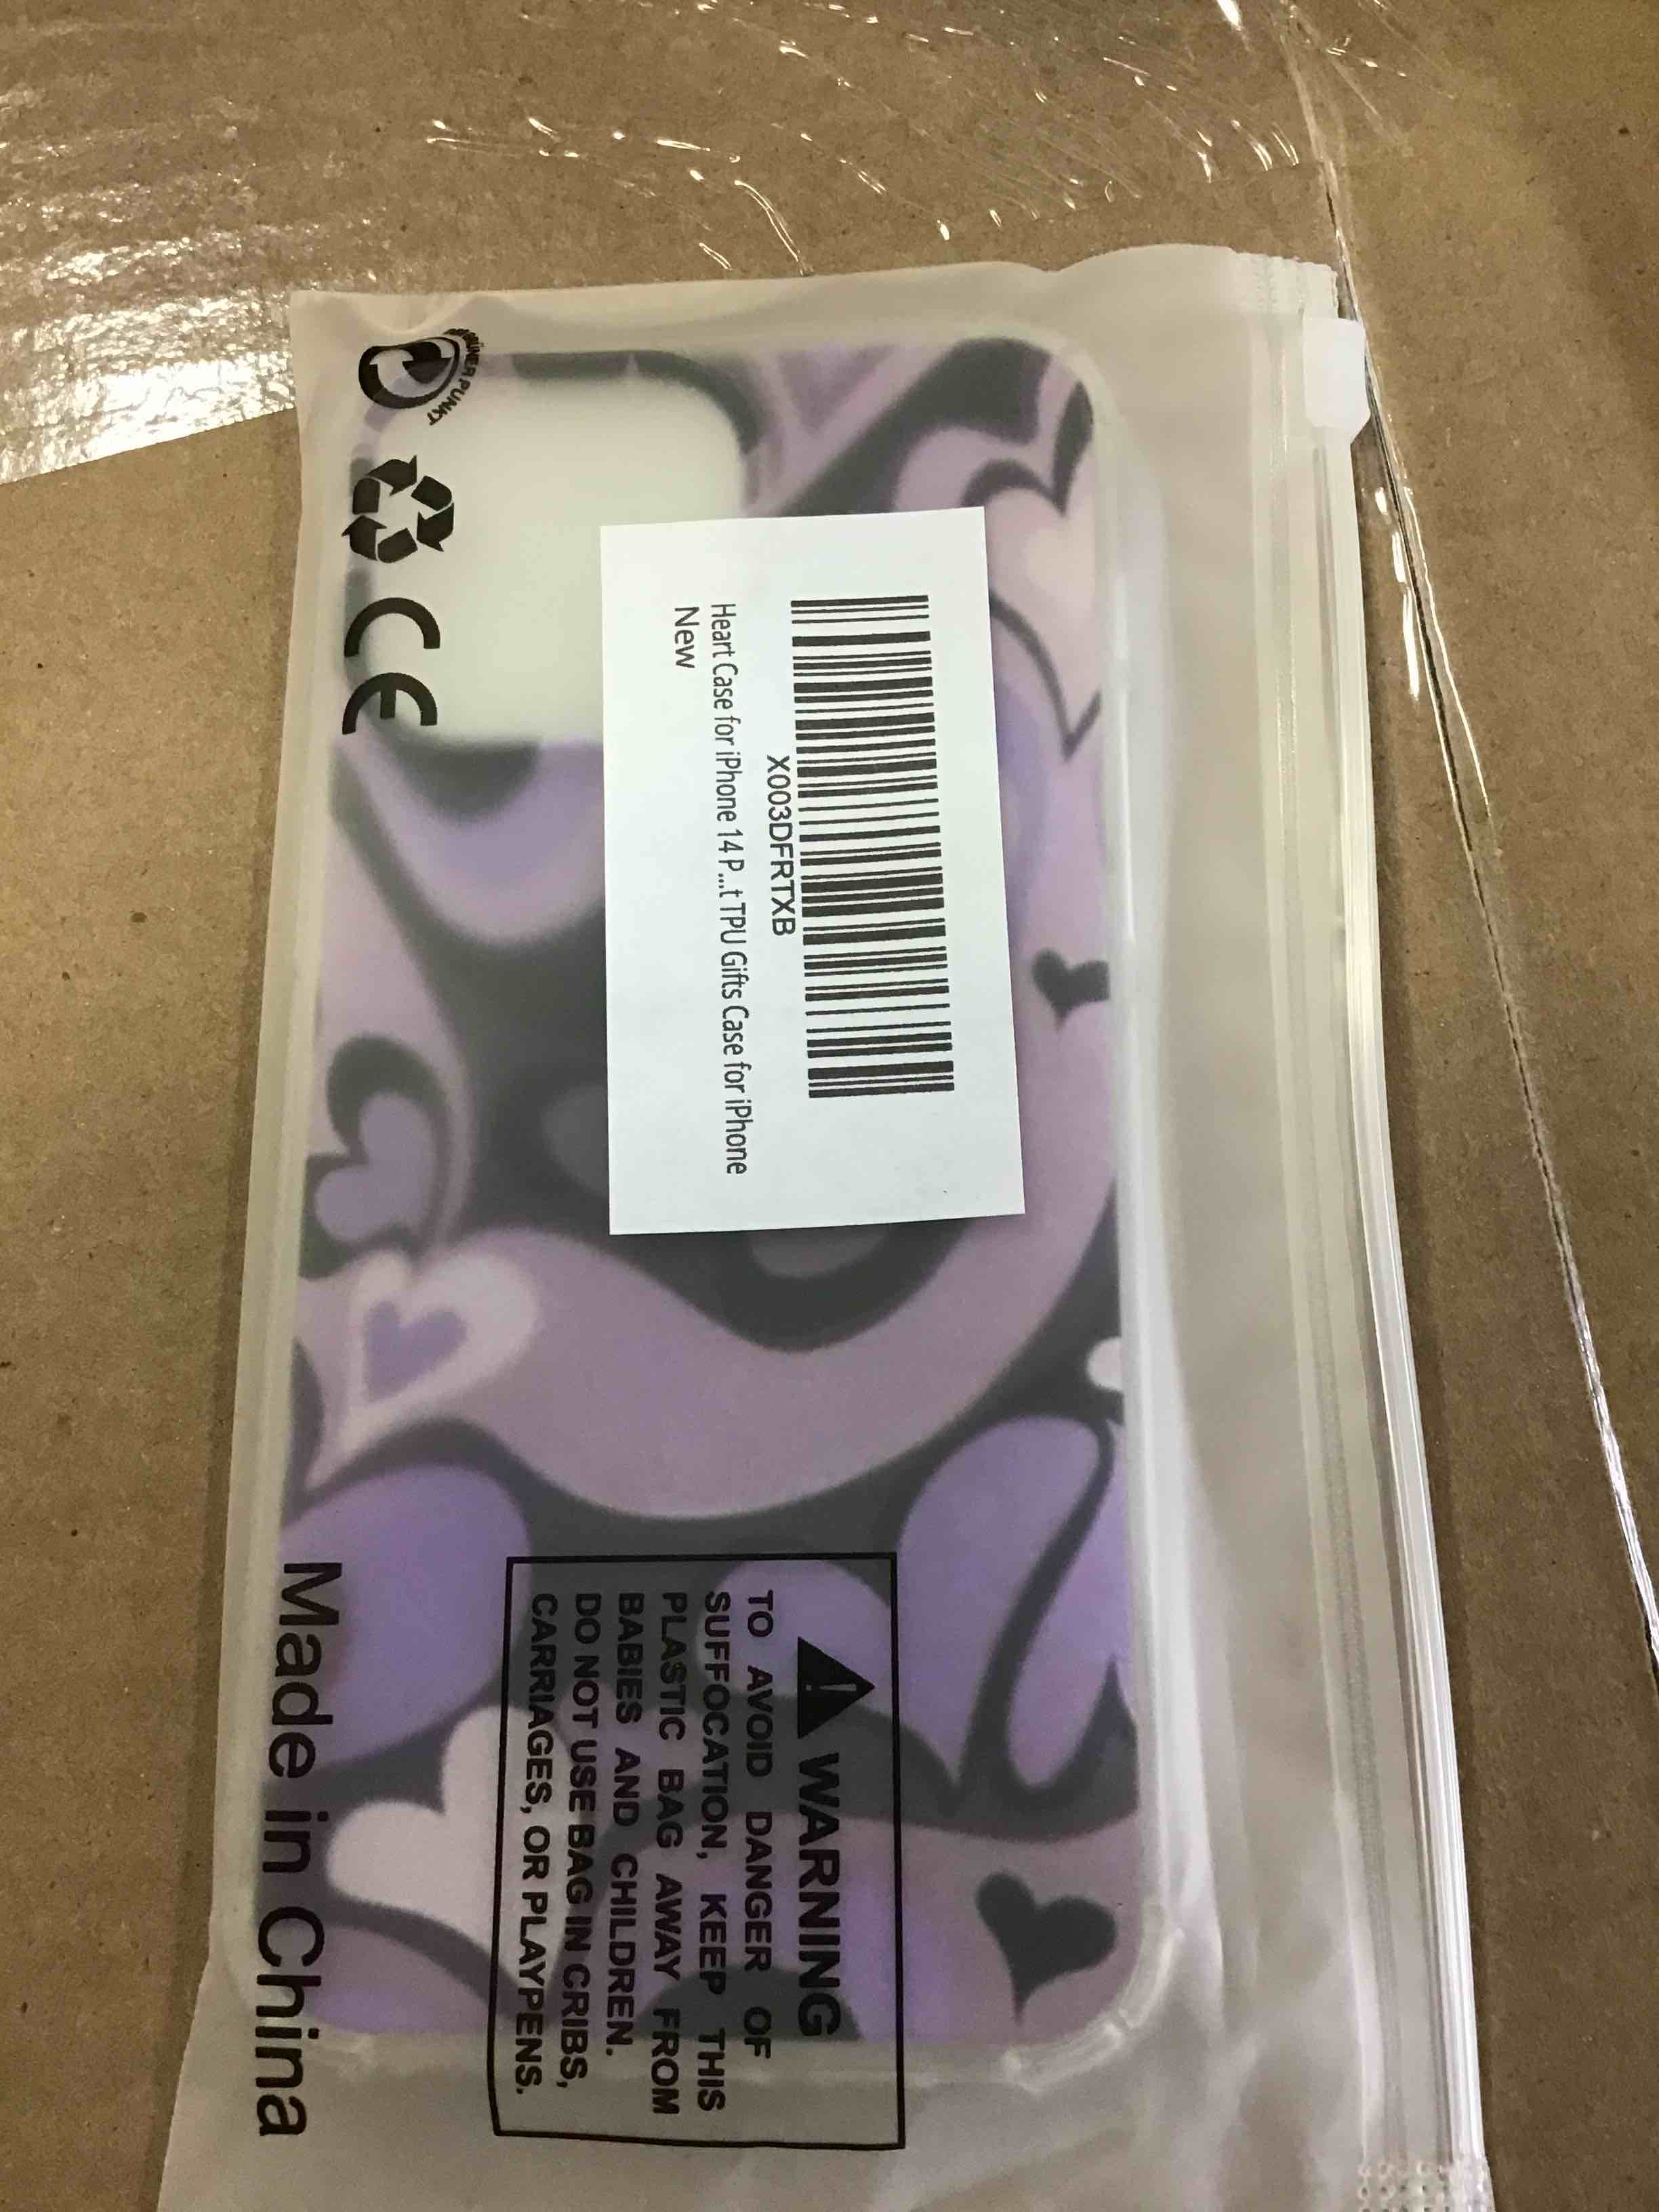 X003DFRTXB
Heart Case for iPhone 14 P...t TPU Gifts Case for iPhone
New
GRÜNER PUNKT
CE
WARNING
TO AVOID DANGER OF
SUFFOCATION, KEEP THIS
PLASTIC BAG AWAY FROM
BABIES AND CHILDREN.
DO NOT USE BAG IN CRIBS,
CARRIAGES, OR PLAYPENS.
Made in China